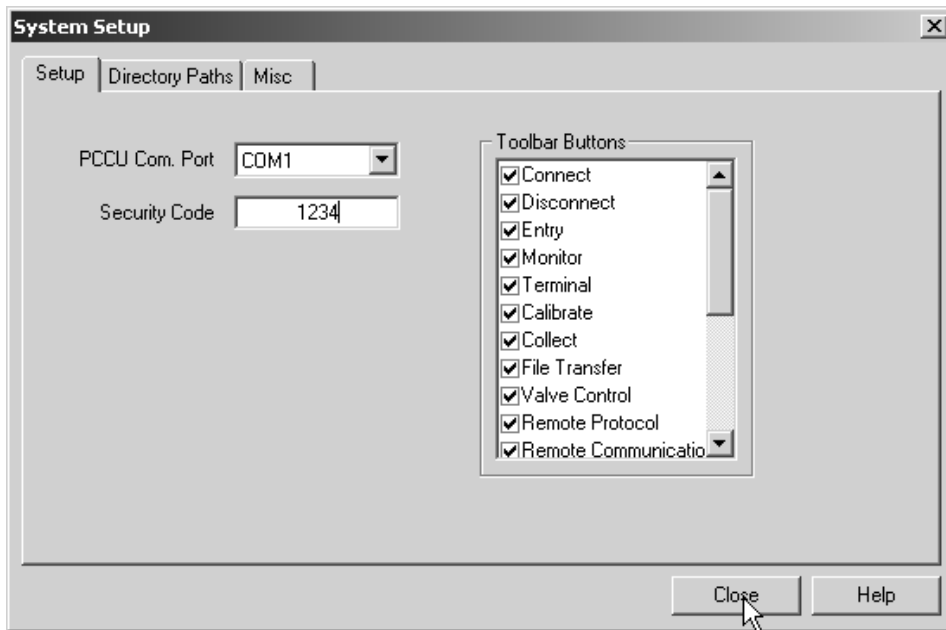 System Setup
Setup
Directory Paths
Misc
PCCU Com. Port
COM1
Security Code
1234
Toolbar Buttons
Connect
Disconnect
Entry
Monitor
Terminal
Calibrate
Collect
File Transfer
Valve Control
Remote Protocol
Remote Communicatio
Close
Help